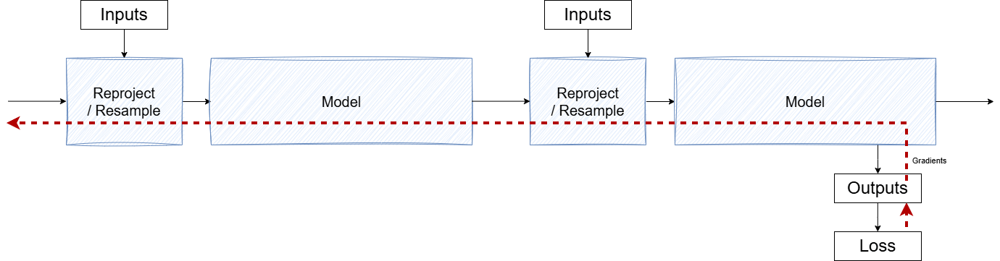 Inputs
Inputs
Reproject
/ Resample
Model
Reproject
/ Resample
Model
Gradients
Outputs
Loss